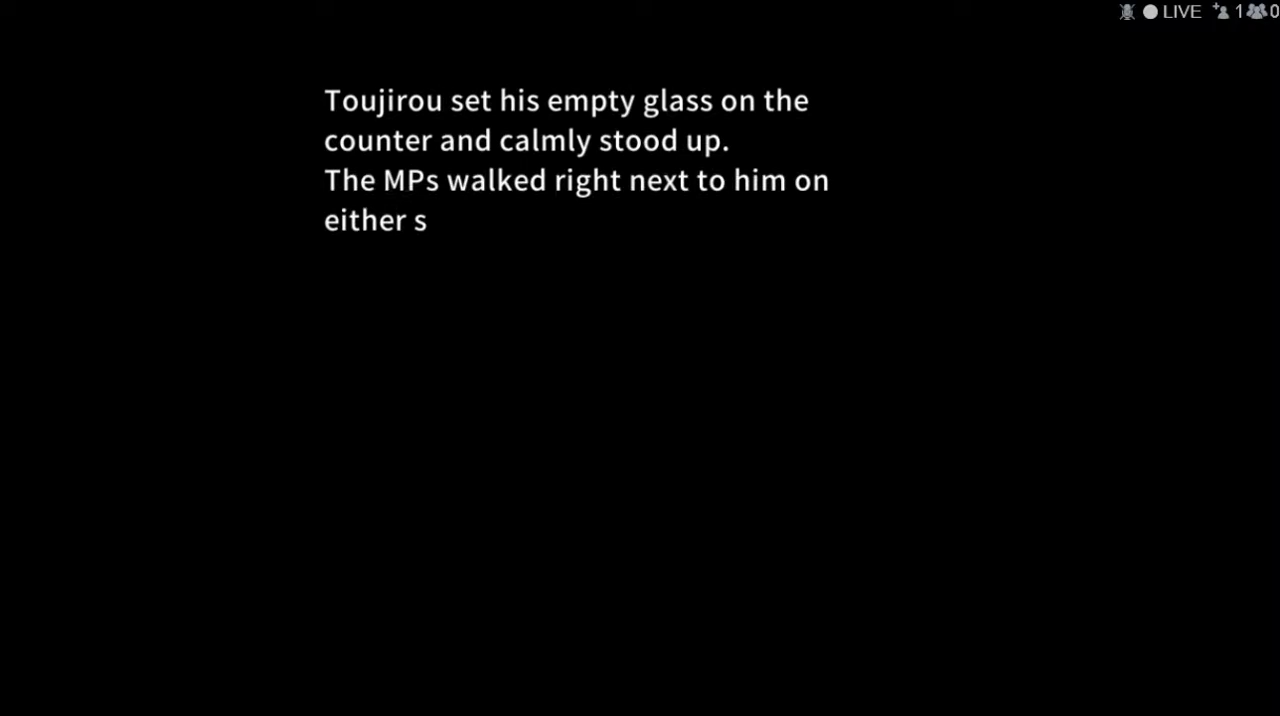 LIVE 1 0
Toujirou set his empty glass on the
counter and calmly stood up.
The MPs walked right next to him on
either s